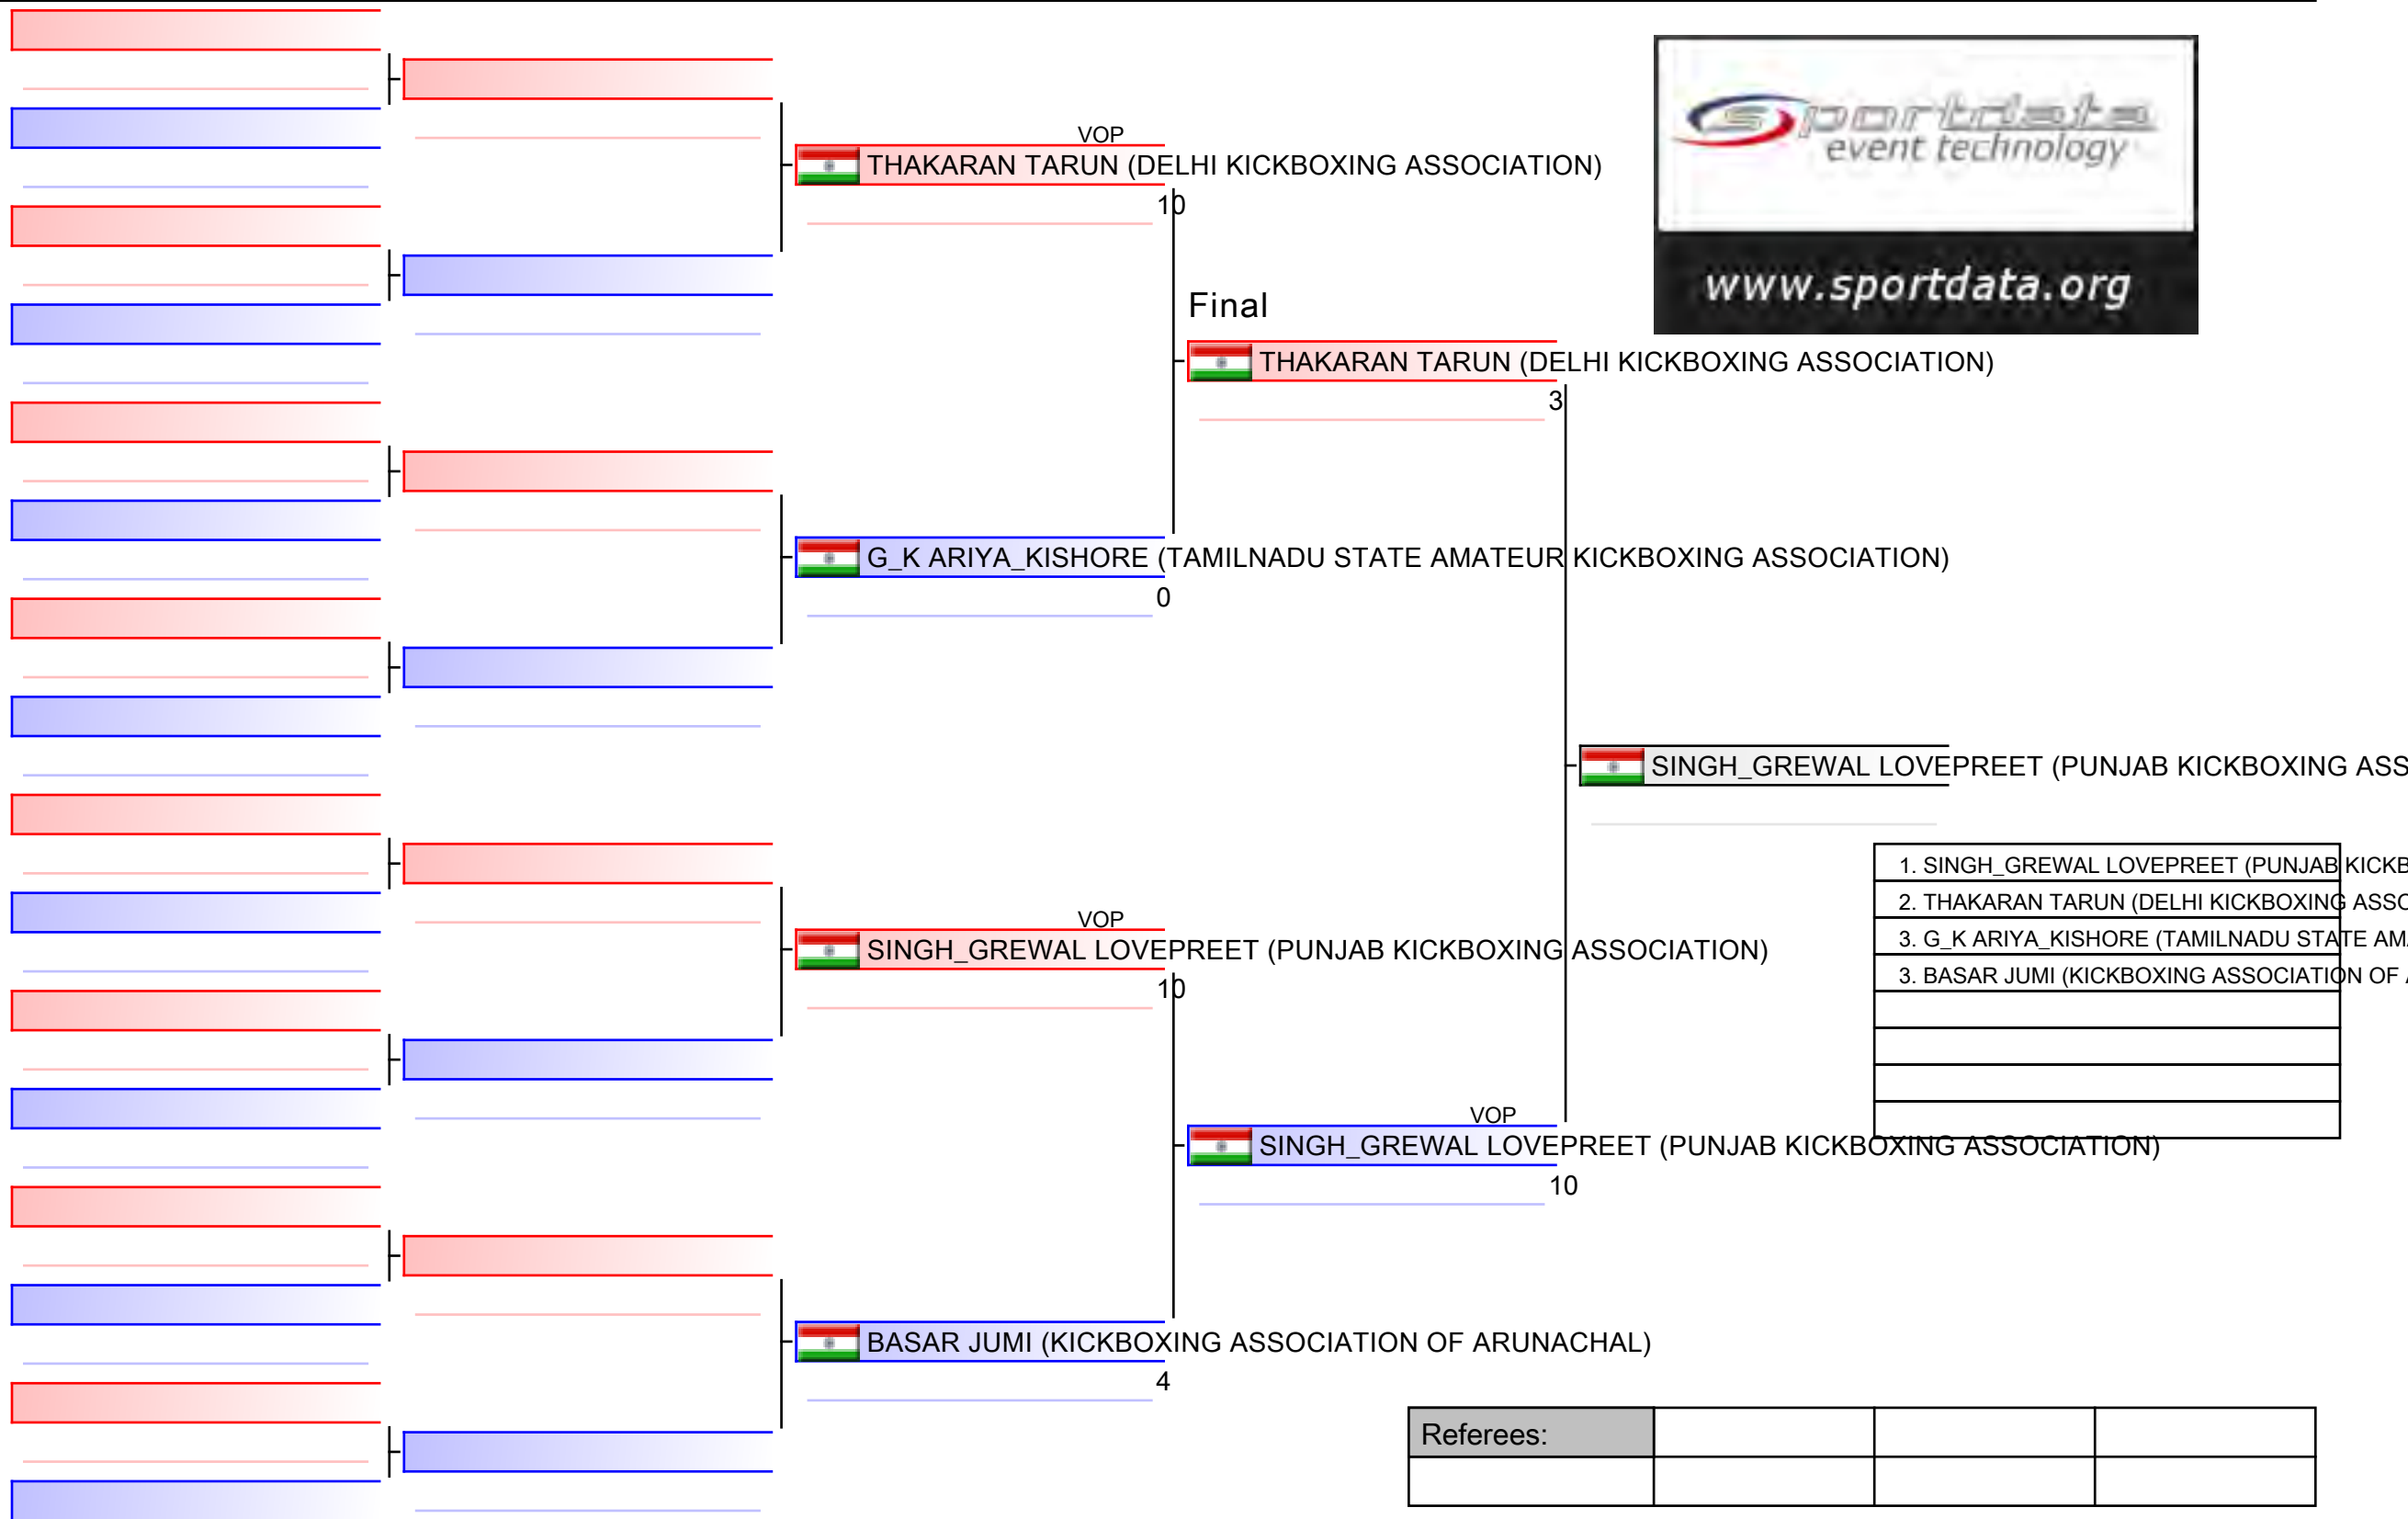 sportdata
event technology
www.sportdata.org
VOP
THAKARAN TARUN (DELHI KICKBOXING ASSOCIATION)
10
Final
THAKARAN TARUN (DELHI KICKBOXING ASSOCIATION)
3
G_K ARIYA_KISHORE (TAMILNADU STATE AMATEUR KICKBOXING ASSOCIATION)
0
SINGH_GREWAL LOVEPREET (PUNJAB KICKBOXING ASS
1. SINGH_GREWAL LOVEPREET (PUNJAB KICKB
2. THAKARAN TARUN (DELHI KICKBOXING ASSO
3. G_K ARIYA_KISHORE (TAMILNADU STATE AM
3. BASAR JUMI (KICKBOXING ASSOCIATION OF
VOP
SINGH_GREWAL LOVEPREET (PUNJAB KICKBOXING ASSOCIATION)
10
VOP
SINGH_GREWAL LOVEPREET (PUNJAB KICKBOXING ASSOCIATION)
10
BASAR JUMI (KICKBOXING ASSOCIATION OF ARUNACHAL)
4
Referees: